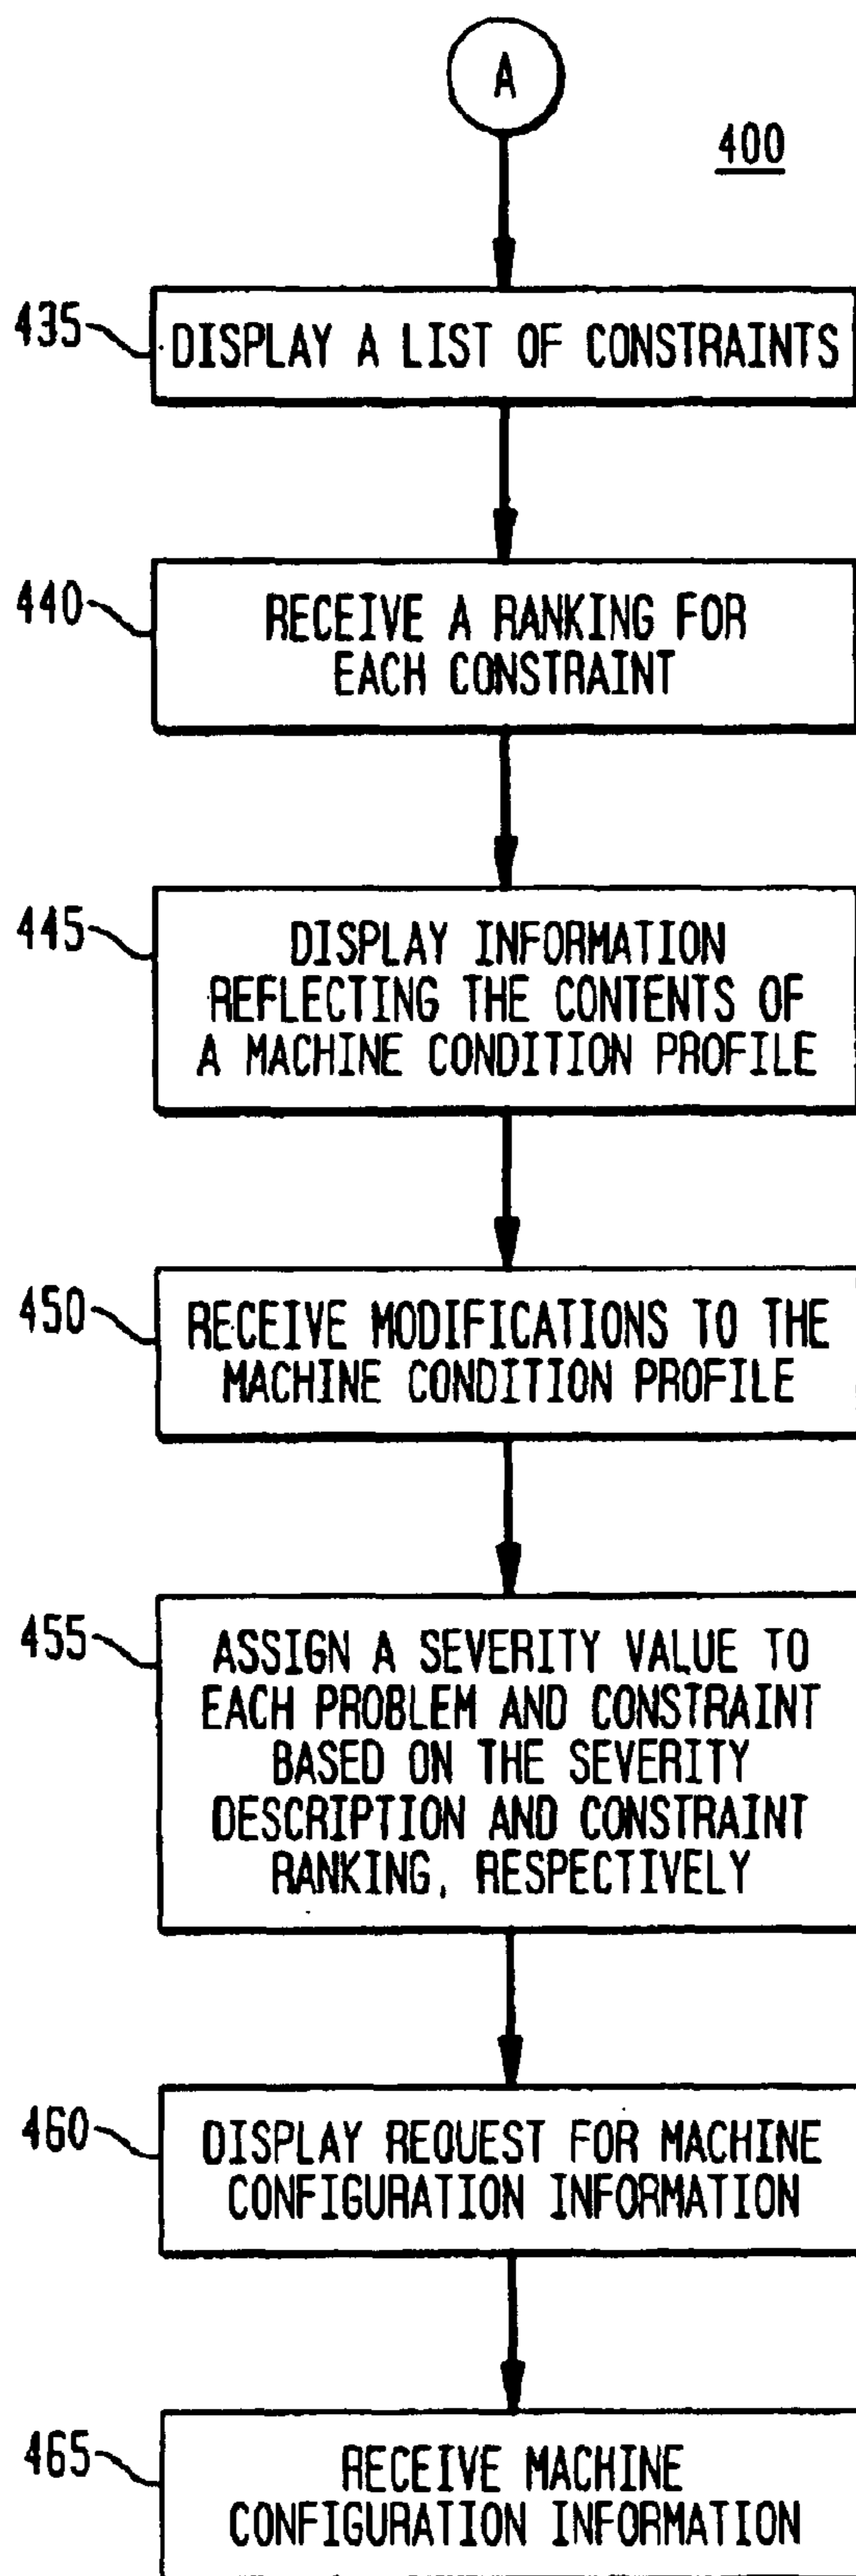 A
400
435
DISPLAY A LIST OF CONSTRAINTS
440
RECEIVE A RANKING FOR
EACH CONSTRAINT
445
DISPLAY INFORMATION
REFLECTING THE CONTENTS OF
A MACHINE CONDITION PROFILE
450
RECEIVE MODIFICATIONS TO THE
MACHINE CONDITION PROFILE
455
ASSIGN A SEVERITY VALUE TO
EACH PROBLEM AND CONSTRAINT
BASED ON THE SEVERITY
DESCRIPTION AND CONSTRAINT
RANKING, RESPECTIVELY
460
DISPLAY REQUEST FOR MACHINE
CONFIGURATION INFORMATION
465
RECEIVE MACHINE
CONFIGURATION INFORMATION